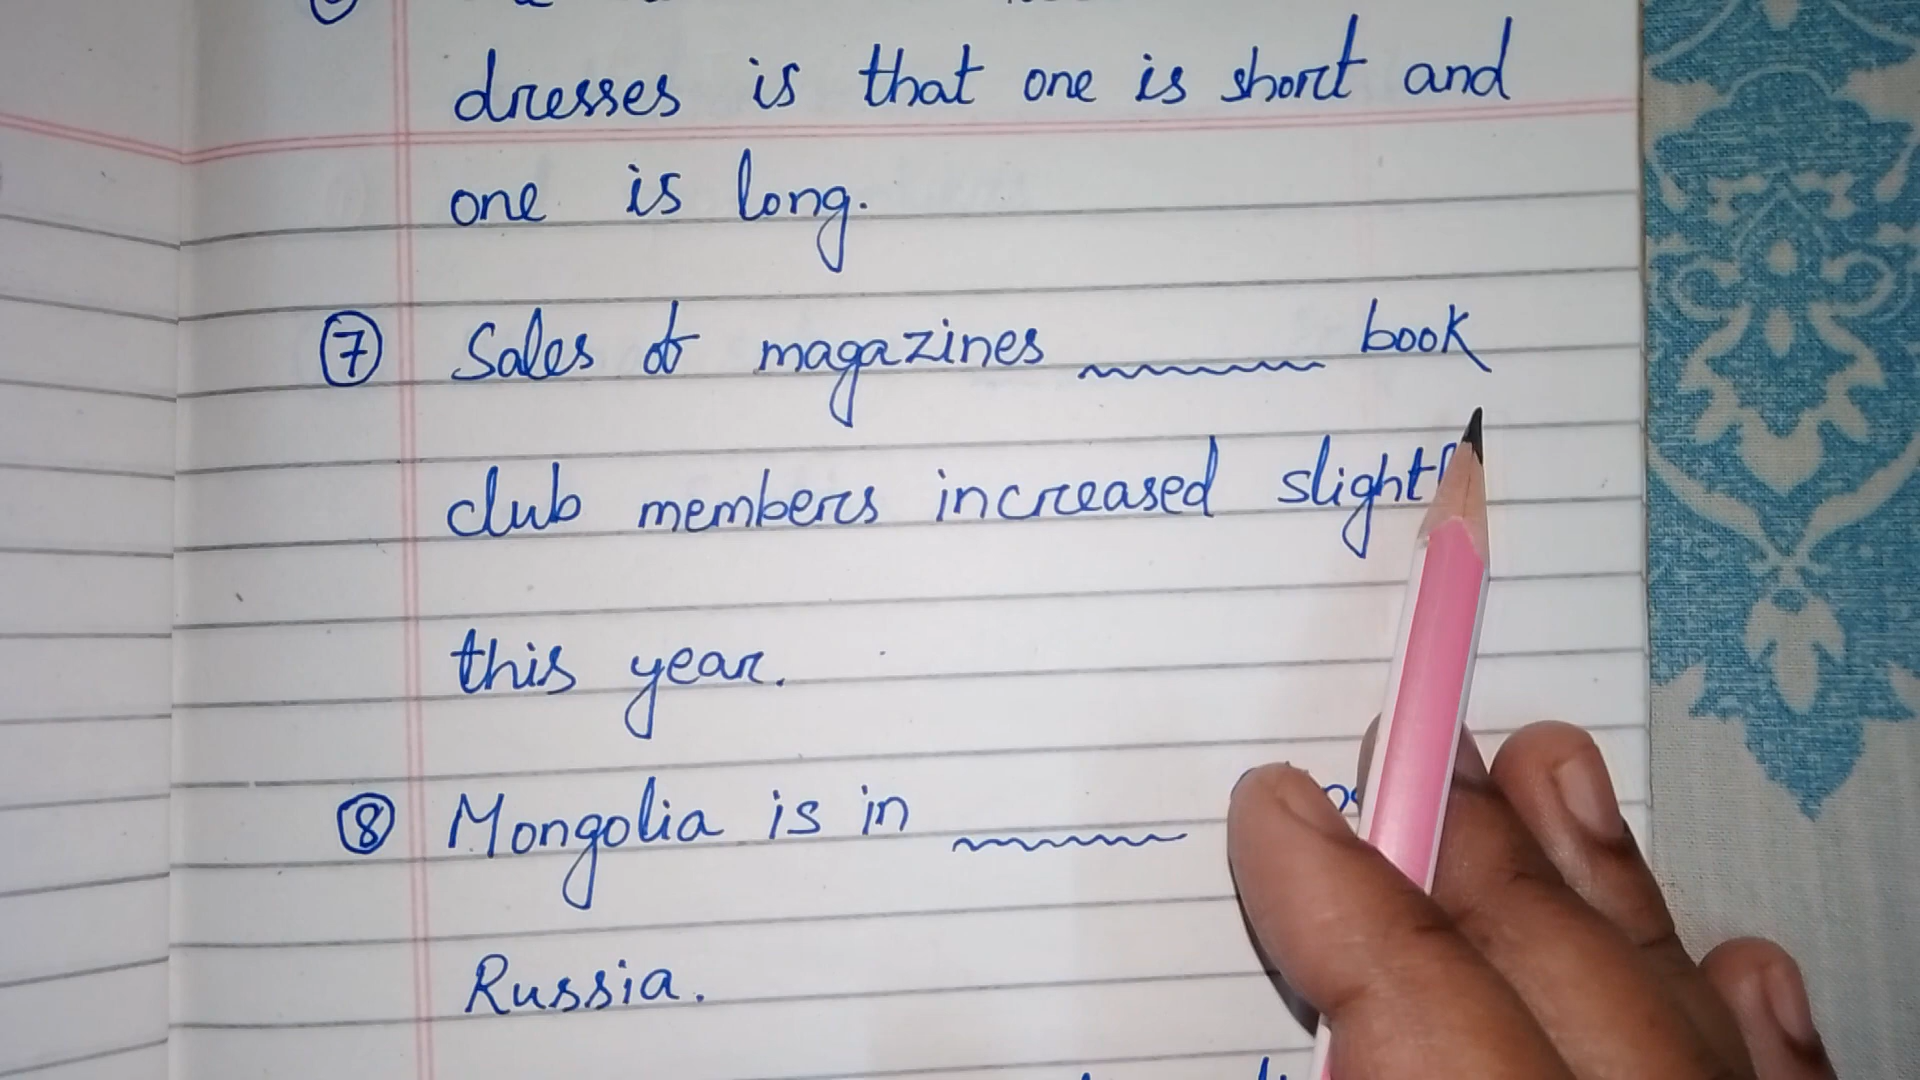 dresses is that one is short and
one is long.
7 Sales of magazines ______ book
club members increased slightl
this year.
8 Mongolia is in ______
Russia.